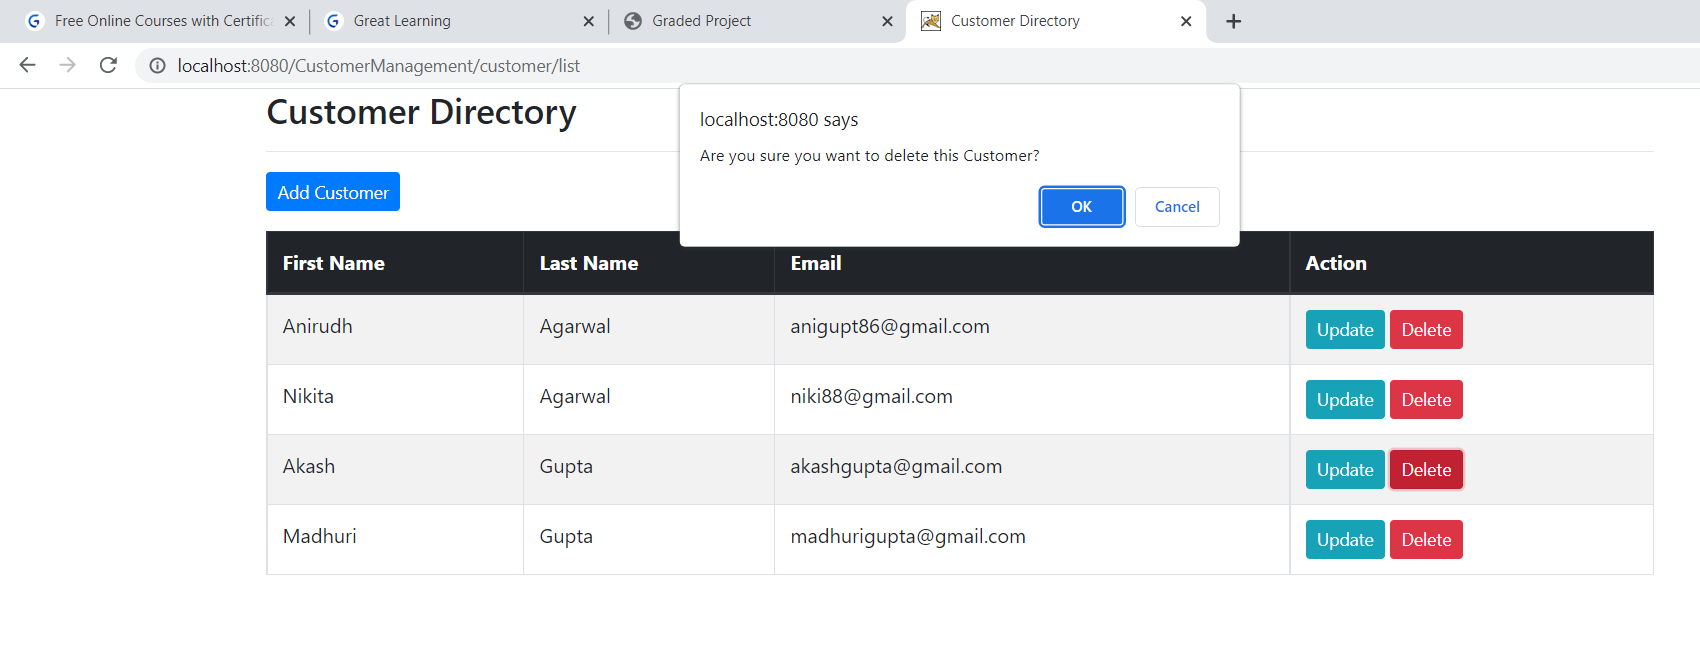 Free Online Courses with Certifica
Great Learning
Graded Project
Customer Directory
localhost:8080/CustomerManagement/customer/list
Customer Directory
localhost:8080 says
Are you sure you want to delete this Customer?
OK Cancel
Add Customer
First Name Last Name Email Action
Anirudh Agarwal anigupt86@gmail.com Update Delete
Nikita Agarwal niki88@gmail.com Update Delete
Akash Gupta akashgupta@gmail.com Update Delete
Madhuri Gupta madhurigupta@gmail.com Update Delete